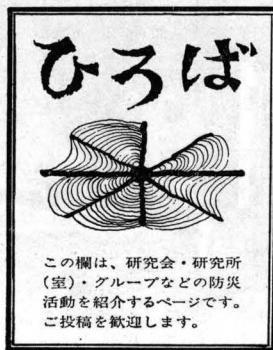 ひろば
この欄は、研究会・研究所
(室)・グループなどの防災
活動を紹介するページです。
ご投稿を歓迎します。